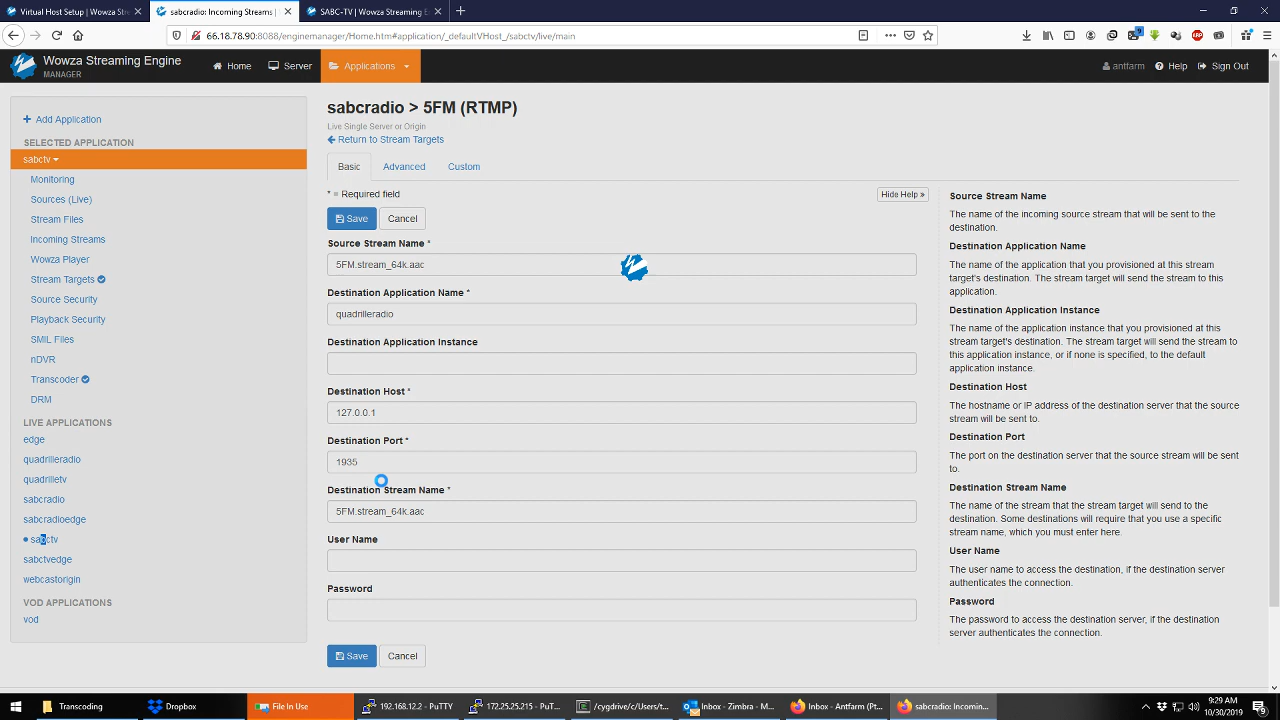 Virtual Host Setup | Wowza Stre
sabcradio: Incoming Streams |
SABC-TV | Wowza Streaming E
66.18.78.90:8088/enginemanager/Home.htm#application/_defaultVHost_/sabctv/live/main
Wowza Streaming Engine
MANAGER
Home
Server
Applications
antfarm
Help
Sign Out
Add Application
SELECTED APPLICATION
sabctv
Monitoring
Sources (Live)
Stream Files
Incoming Streams
Wowza Player
Stream Targets
Source Security
Playback Security
SMIL Files
nDVR
Transcoder
DRM
LIVE APPLICATIONS
edge
quadrilleradio
quadrilletv
sabcradio
sabcradioedge
sabctv
sabctvedge
webcastorigin
VOD APPLICATIONS
vod
sabcradio > 5FM (RTMP)
Live Single Server or Origin
Return to Stream Targets
Basic
Advanced
Custom
* = Required field
Hide Help »
Save
Cancel
Source Stream Name *
5FM.stream_64k.aac
Destination Application Name *
quadrilleradio
Destination Application Instance
Destination Host *
127.0.0.1
Destination Port *
1935
Destination Stream Name *
5FM.stream_64k.aac
User Name
Password
Save
Cancel
Source Stream Name
The name of the incoming source stream that will be sent to the
destination.
Destination Application Name
The name of the application that you provisioned at this stream
target's destination. The stream target will send the stream to this
application.
Destination Application Instance
The name of the application instance that you provisioned at this
stream target's destination. The stream target will send the stream to
this application instance, or if none is specified, to the default
application instance.
Destination Host
The hostname or IP address of the destination server that the source
stream will be sent to.
Destination Port
The port on the destination server that the source stream will be sent
to.
Destination Stream Name
The name of the stream that the stream target will send to the
destination. Some destinations will require that you use a specific
stream name, which you must enter here.
User Name
The user name to access the destination, if the destination server
authenticates the connection.
Password
The password to access the destination server, if the destination
server authenticates the connection.
Transcoding
Dropbox
File In Use
192.168.12.2 - PuTTY
172.25.25.215 - PuT...
/cygdrive/c/Users/t...
Inbox - Zimbra - M...
Inbox - Antfarm (Pt...
sabcradio: Incomin...
9:29 AM
10/30/2019